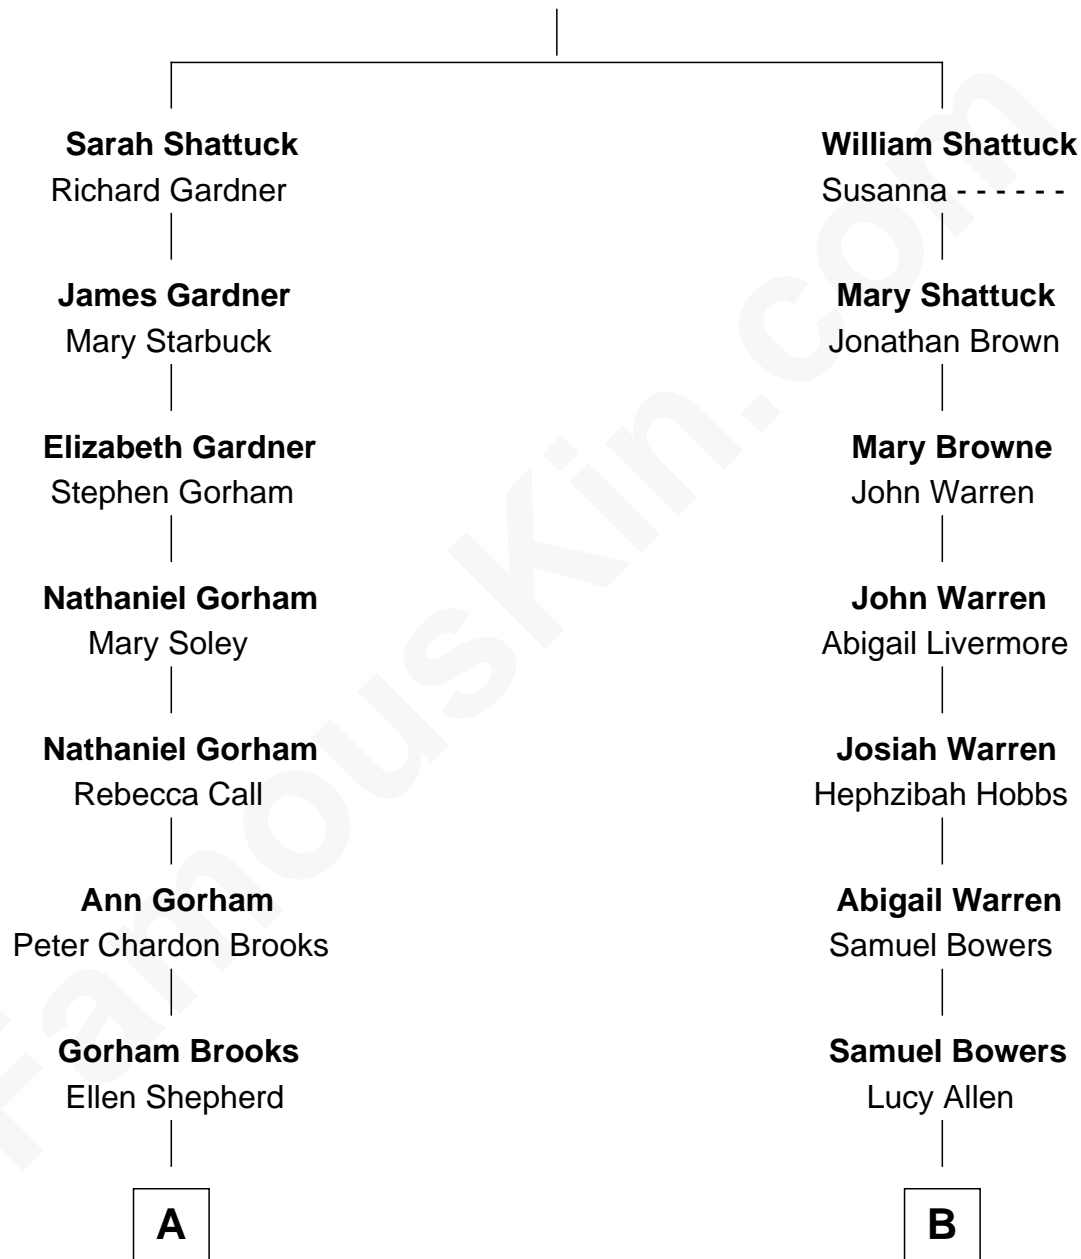 Sarah Shattuck
Richard Gardner
James Gardner
Mary Starbuck
Elizabeth Gardner
Stephen Gorham
Nathaniel Gorham
Mary Soley
Nathaniel Gorham
Rebecca Call
Ann Gorham
Peter Chardon Brooks
Gorham Brooks
Ellen Shepherd
A
William Shattuck
Susanna - - - - - -
Mary Shattuck
Jonathan Brown
Mary Browne
John Warren
John Warren
Abigail Livermore
Josiah Warren
Hephzibah Hobbs
Abigail Warren
Samuel Bowers
Samuel Bowers
Lucy Allen
B
FamousKin.com